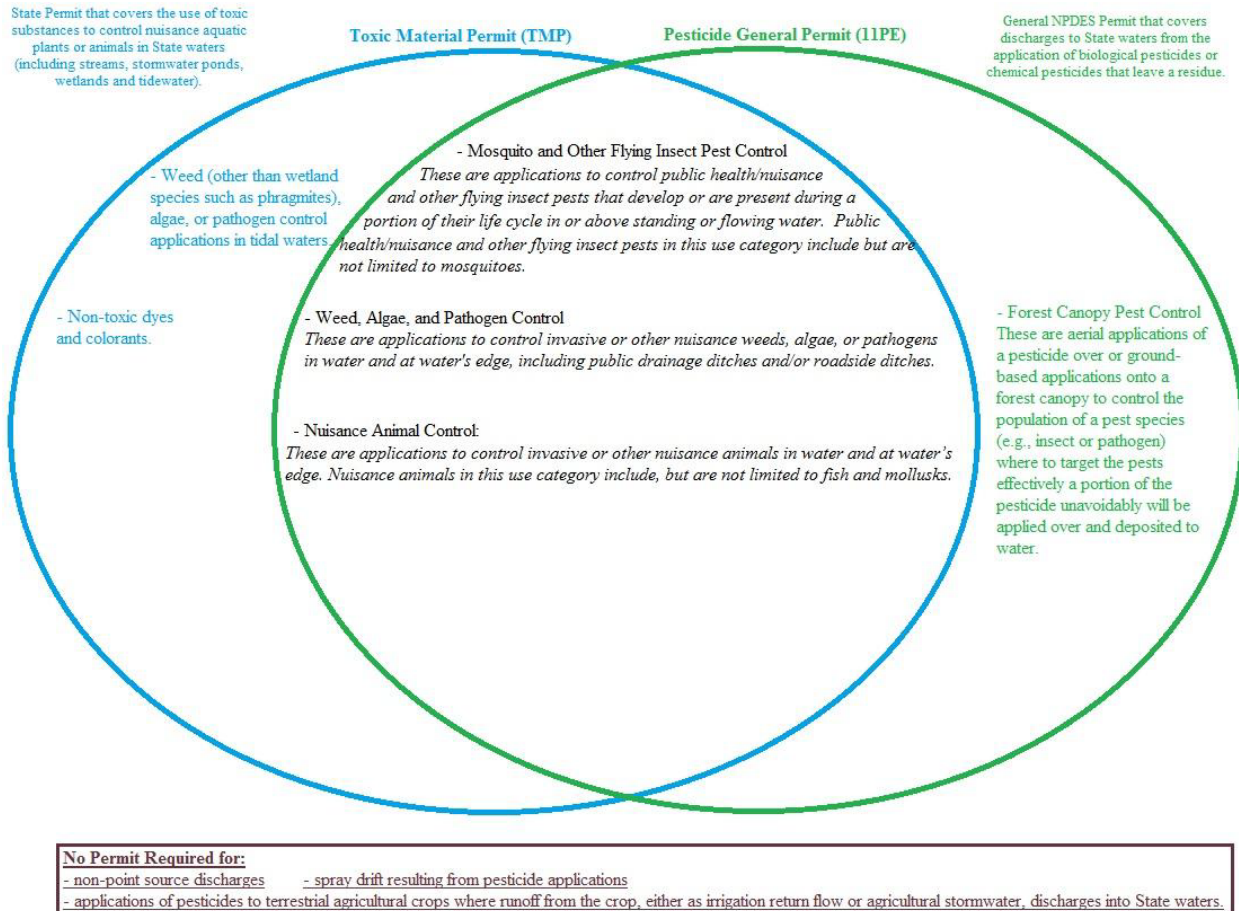 State Permit that covers the use of toxic
substances to control nuisance aquatic
plants or animals in State waters
(including streams, stormwater ponds,
wetlands and tidewater).
Toxic Material Permit (TMP)
Pesticide General Permit (11PE)
General NPDES Permit that covers
discharges to State waters from the
application of biological pesticides or
chemical pesticides that leave a residue.
- Weed (other than wetland
species such as phragmites),
algae, or pathogen control
applications in tidal waters.
- Non-toxic dyes
and colorants.
- Mosquito and Other Flying Insect Pest Control
These are applications to control public health/nuisance
and other flying insect pests that develop or are present during a
portion of their life cycle in or above standing or flowing water. Public
health/nuisance and other flying insect pests in this use category include but are
not limited to mosquitoes.
- Weed, Algae, and Pathogen Control
These are applications to control invasive or other nuisance weeds, algae, or pathogens
in water and at water's edge, including public drainage ditches and/or roadside ditches.
- Nuisance Animal Control:
These are applications to control invasive or other nuisance animals in water and at water’s
edge. Nuisance animals in this use category include, but are not limited to fish and mollusks.
- Forest Canopy Pest Control
These are aerial applications of
a pesticide over or ground-
based applications onto a
forest canopy to control the
population of a pest species
(e.g., insect or pathogen)
where to target the pests
effectively a portion of the
pesticide unavoidably will be
applied over and deposited to
water.
No Permit Required for:
- non-point source discharges - spray drift resulting from pesticide applications
- applications of pesticides to terrestrial agricultural crops where runoff from the crop, either as irrigation return flow or agricultural stormwater, discharges into State waters.